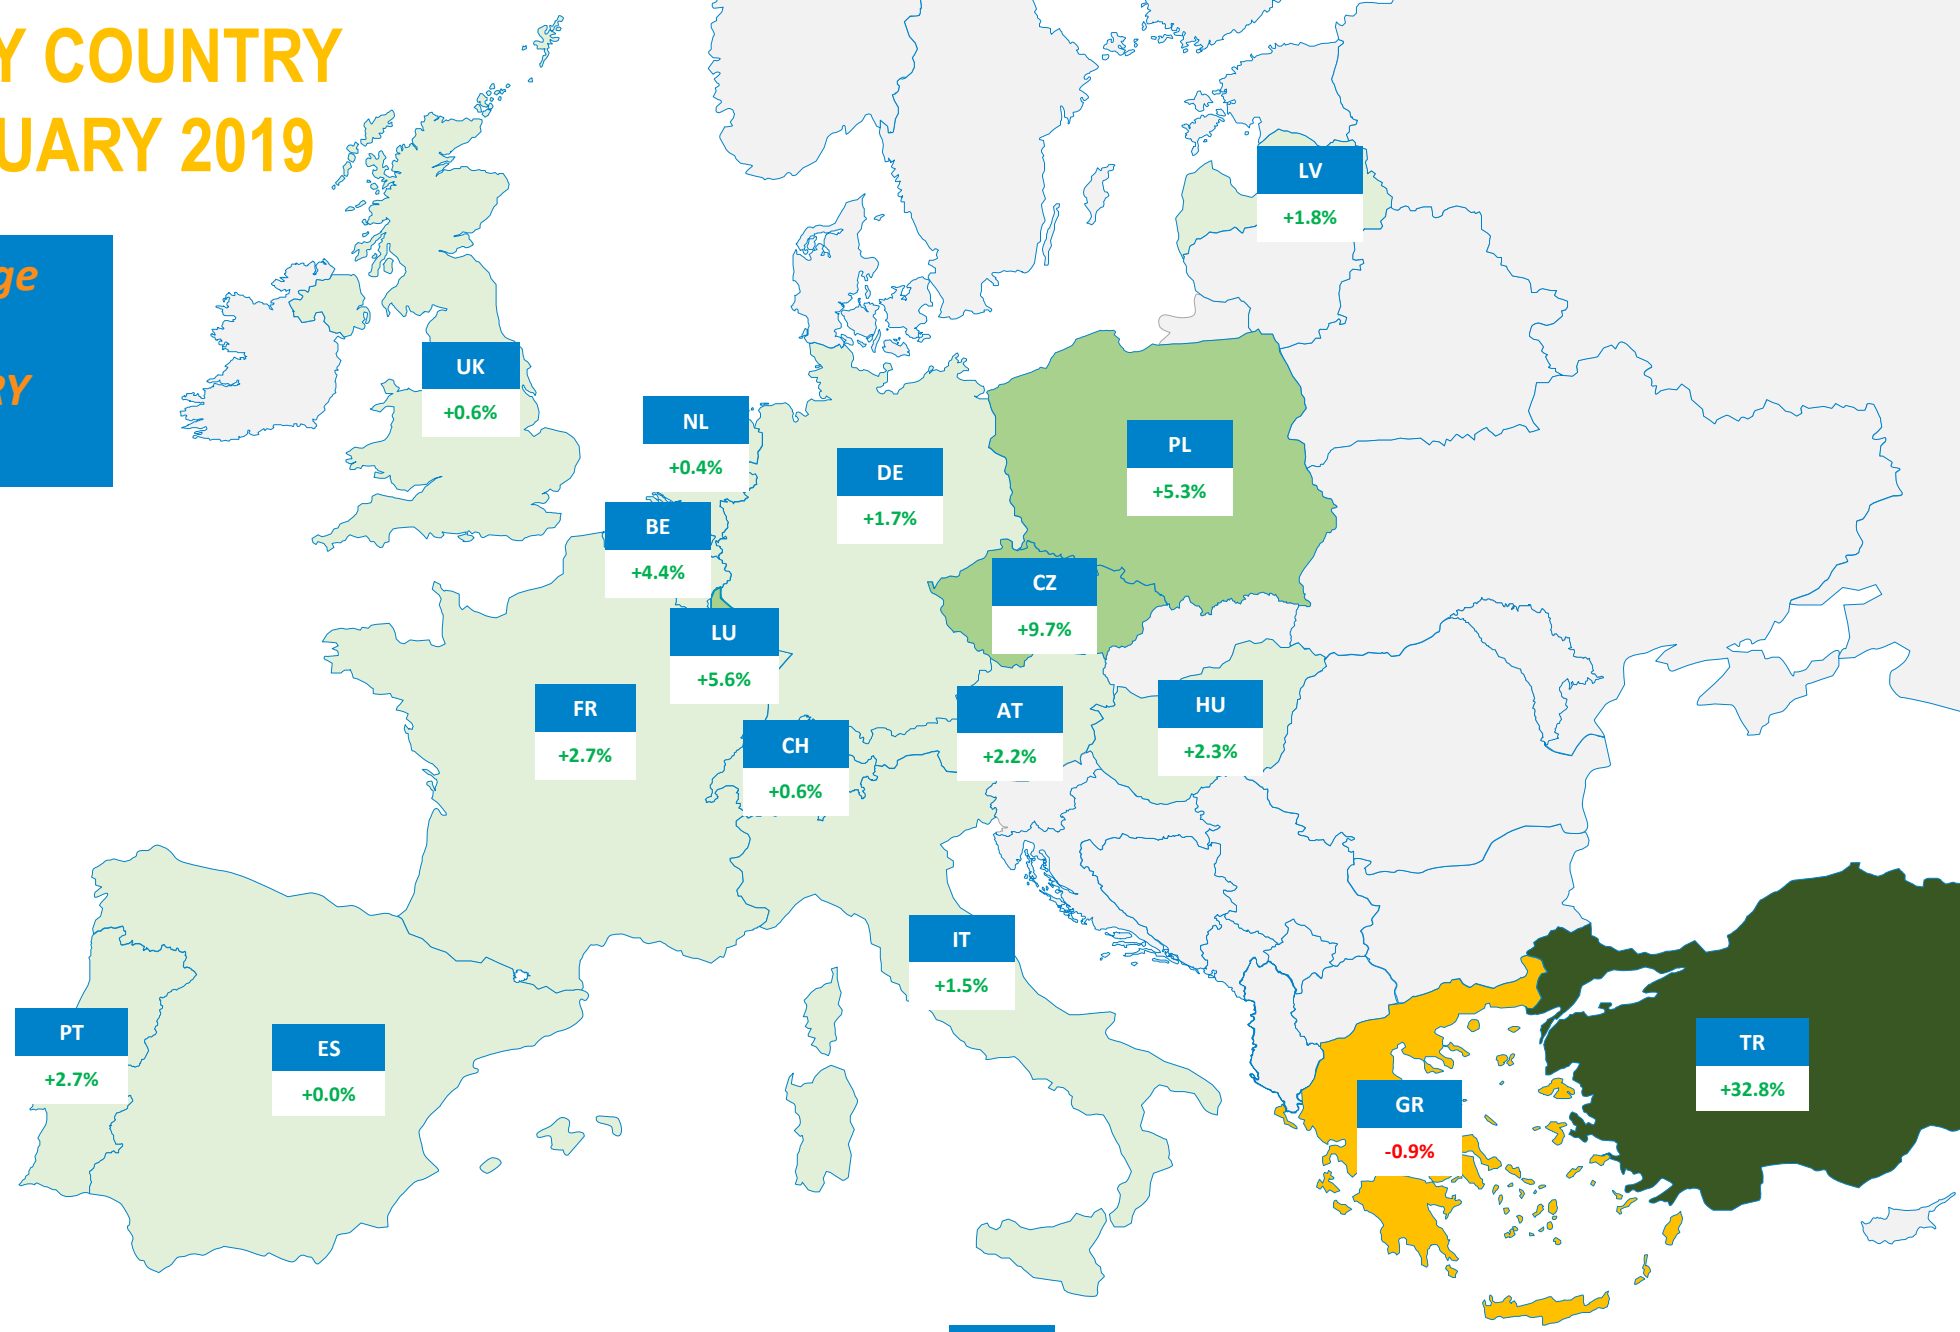 Y COUNTRY
UARY 2019
ge
RY
LV
+1.8%
UK
+0.6%
NL
+0.4%
DE
+1.7%
PL
+5.3%
BE
+4.4%
CZ
+9.7%
LU
+5.6%
FR
+2.7%
CH
+0.6%
AT
+2.2%
HU
+2.3%
IT
+1.5%
PT
+2.7%
ES
+0.0%
TR
+32.8%
GR
-0.9%